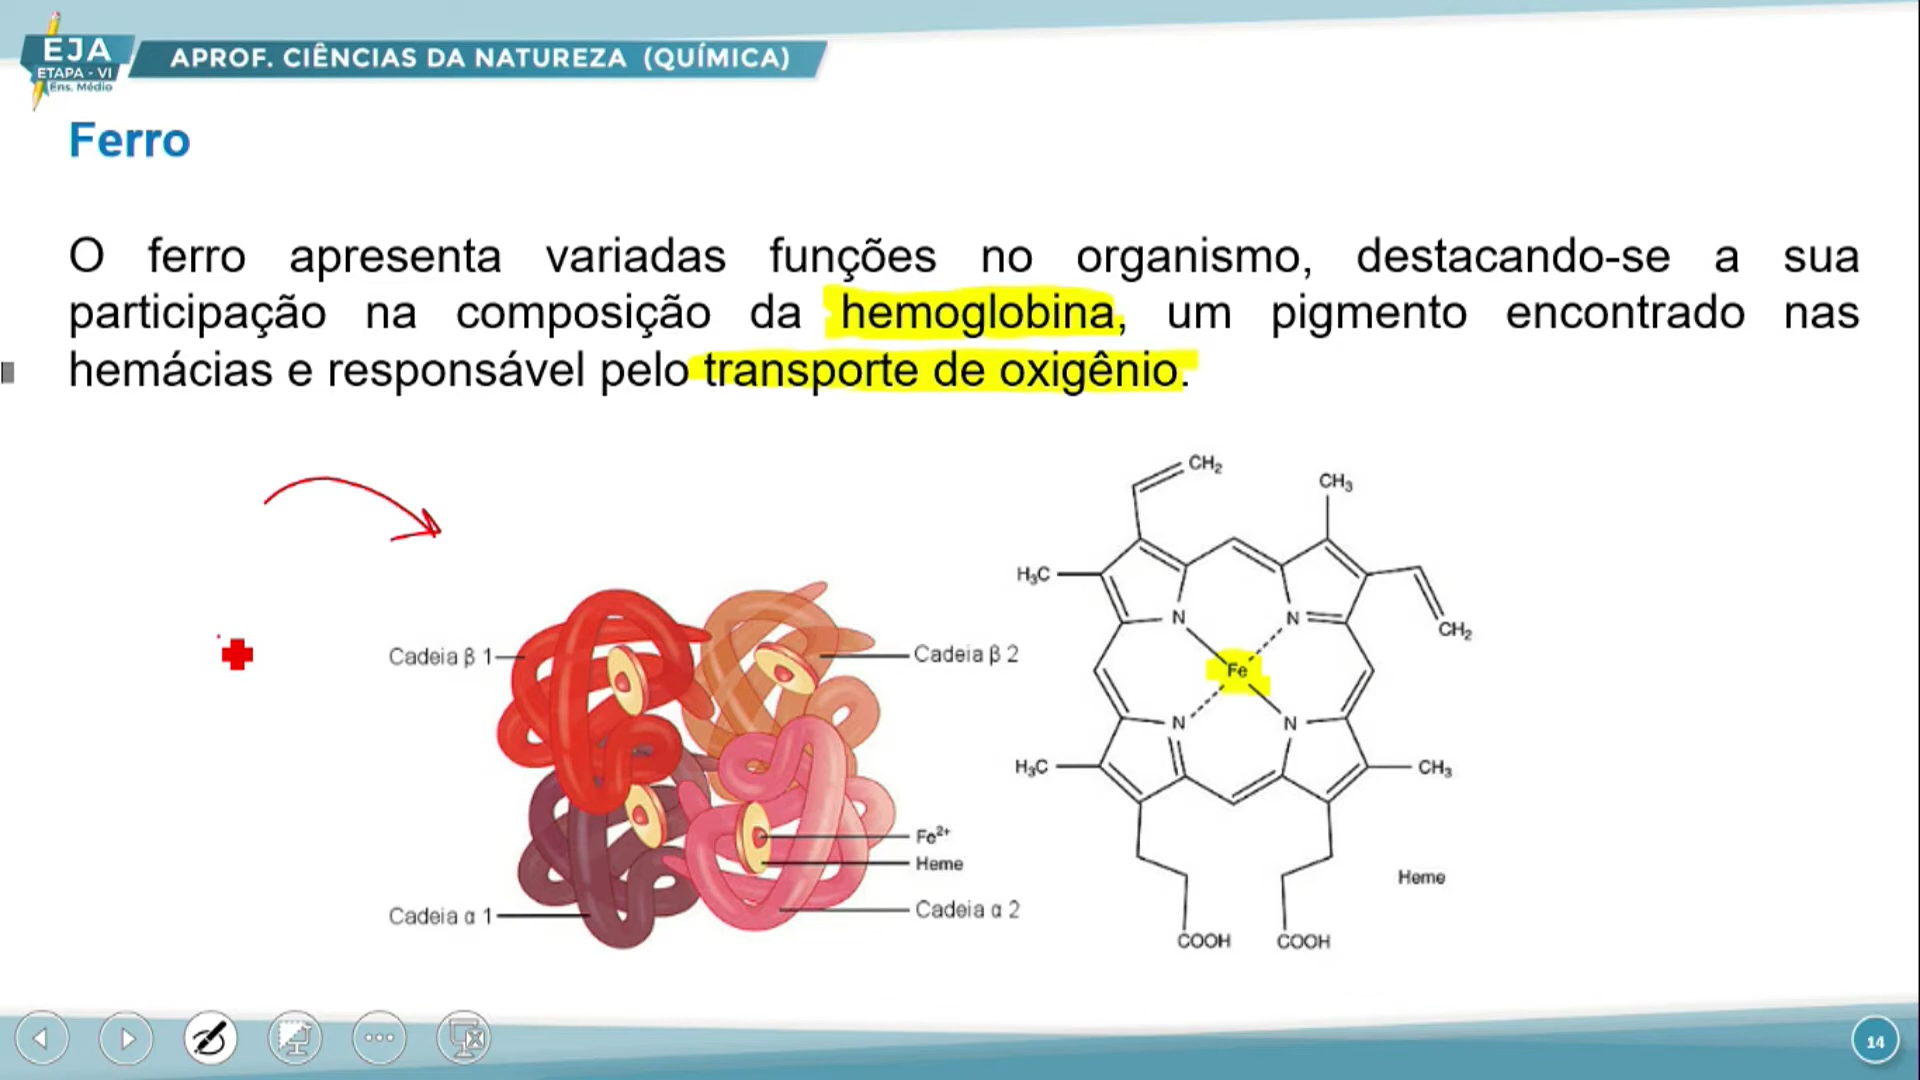 EJA
ETAPA - VI
Ens. Médio
APROF. CIÊNCIAS DA NATUREZA (QUÍMICA)
Ferro
O ferro apresenta variadas funções no organismo, destacando-se a sua
participação na composição da hemoglobina, um pigmento encontrado nas
hemácias e responsável pelo transporte de oxigênio.
Cadeia β 1
Cadeia β 2
Fe²⁺
Heme
Cadeia α 1
Cadeia α 2
CH₂
CH₃
H₃C
N
N
CH₂
Fe
N
N
H₃C
CH₃
Heme
COOH
COOH
14